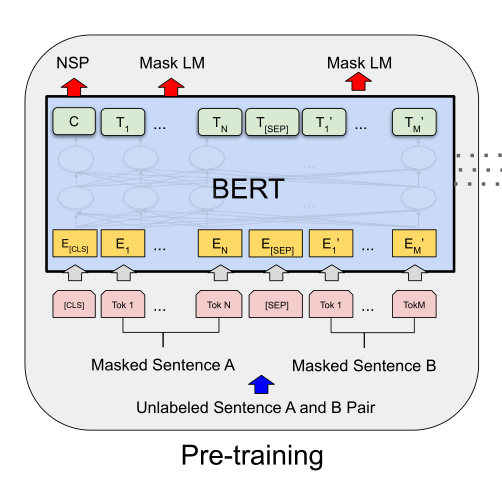 NSP Mask LM Mask LM
C T1 ... TN T[SEP] T1' ... TM'
...
BERT
...
E[CLS] E1 ... EN E[SEP] E1' ... EM'
[CLS] Tok 1 ... Tok N [SEP] Tok 1 ... TokM
Masked Sentence A Masked Sentence B
Unlabeled Sentence A and B Pair
Pre-training